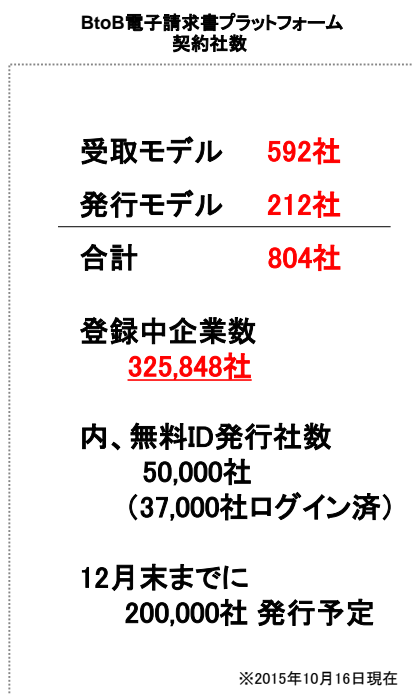 BtoB電子請求書プラットフォーム
契約社数
受取モデル 592社
発行モデル 212社
合計 804社
登録中企業数
325,848社
内、無料ID発行社数
50,000社
（37,000社ログイン済）
12月末までに
200,000社 発行予定
※2015年10月16日現在